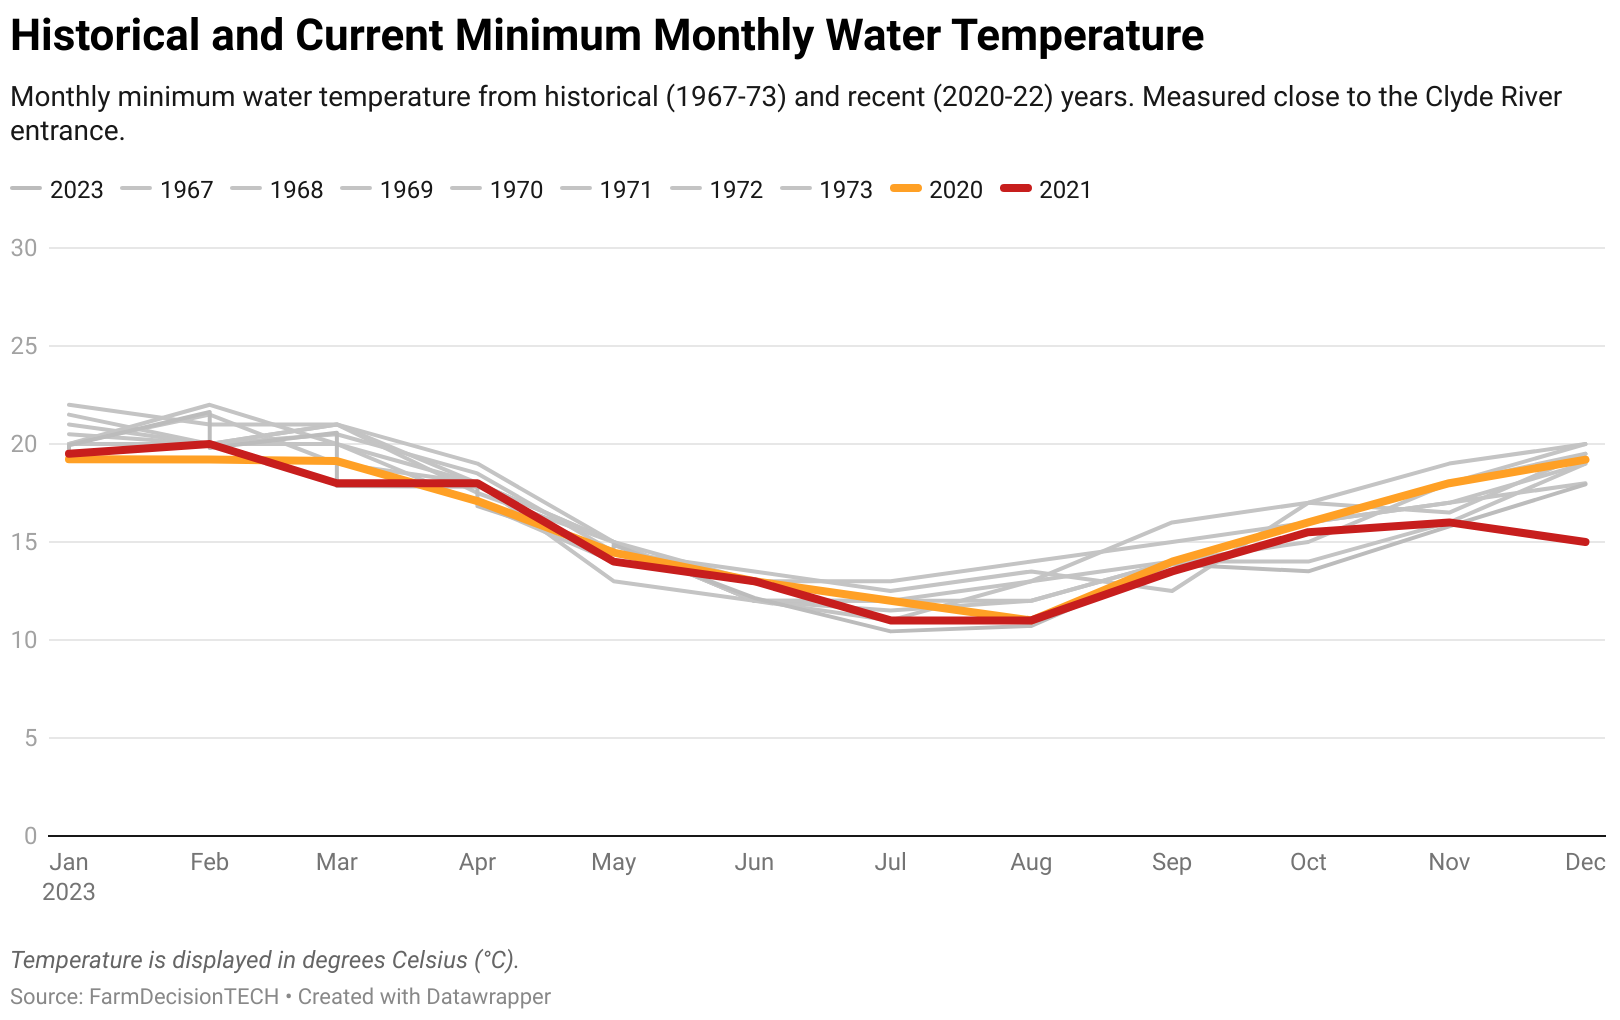 Historical and Current Minimum Monthly Water Temperature
Monthly minimum water temperature from historical (1967-73) and recent (2020-22) years. Measured close to the Clyde River
entrance.
2023 1967 1968 1969 1970 1971 1972 1973 2020 2021
30
25
20
15
10
5
0
Jan Feb Mar Apr May Jun Jul Aug Sep Oct Nov Dec
2023
Temperature is displayed in degrees Celsius (°C).
Source: FarmDecisionTECH • Created with Datawrapper